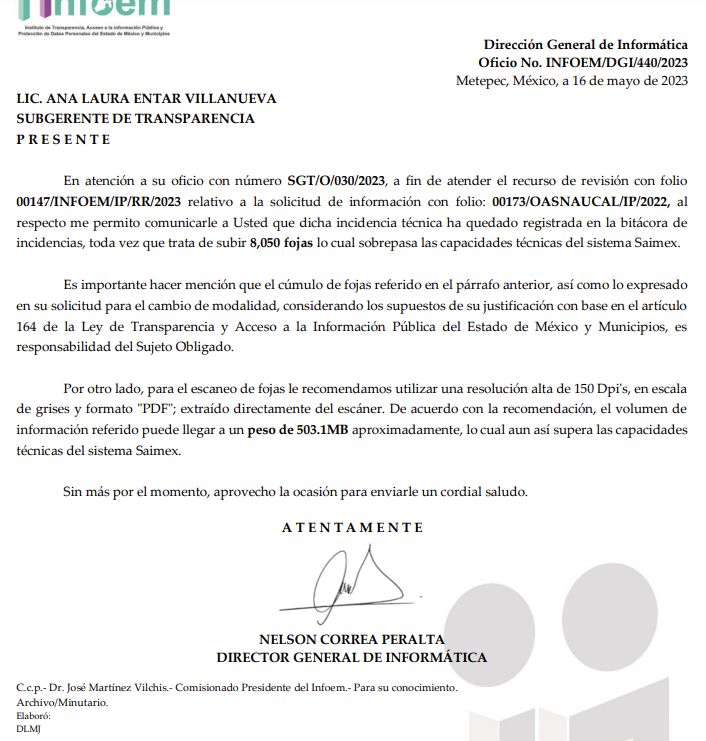 infoem
Instituto de Transparencia, Acceso a la Información Pública y
Protección de Datos Personales del Estado de México y Municipios
Dirección General de Informática
Oficio No. INFOEM/DGI/440/2023
Metepec, México, a 16 de mayo de 2023
LIC. ANA LAURA ENTAR VILLANUEVA
SUBGERENTE DE TRANSPARENCIA
P R E S E N T E
En atención a su oficio con número SGT/O/030/2023, a fin de atender el recurso de revisión con folio
00147/INFOEM/IP/RR/2023 relativo a la solicitud de información con folio: 00173/OASNAUCAL/IP/2022, al
respecto me permito comunicarle a Usted que dicha incidencia técnica ha quedado registrada en la bitácora de
incidencias, toda vez que trata de subir 8,050 fojas lo cual sobrepasa las capacidades técnicas del sistema Saimex.
Es importante hacer mención que el cúmulo de fojas referido en el párrafo anterior, así como lo expresado
en su solicitud para el cambio de modalidad, considerando los supuestos de su justificación con base en el artículo
164 de la Ley de Transparencia y Acceso a la Información Pública del Estado de México y Municipios, es
responsabilidad del Sujeto Obligado.
Por otro lado, para el escaneo de fojas le recomendamos utilizar una resolución alta de 150 Dpi's, en escala
de grises y formato "PDF"; extraído directamente del escáner. De acuerdo con la recomendación, el volumen de
información referido puede llegar a un peso de 503.1MB aproximadamente, lo cual aun así supera las capacidades
técnicas del sistema Saimex.
Sin más por el momento, aprovecho la ocasión para enviarle un cordial saludo.
A T E N T A M E N T E
NELSON CORREA PERALTA
DIRECTOR GENERAL DE INFORMÁTICA
C.c.p.- Dr. José Martínez Vilchis.- Comisionado Presidente del Infoem.- Para su conocimiento.
Archivo/Minutario.
Elaboró:
DLMJ